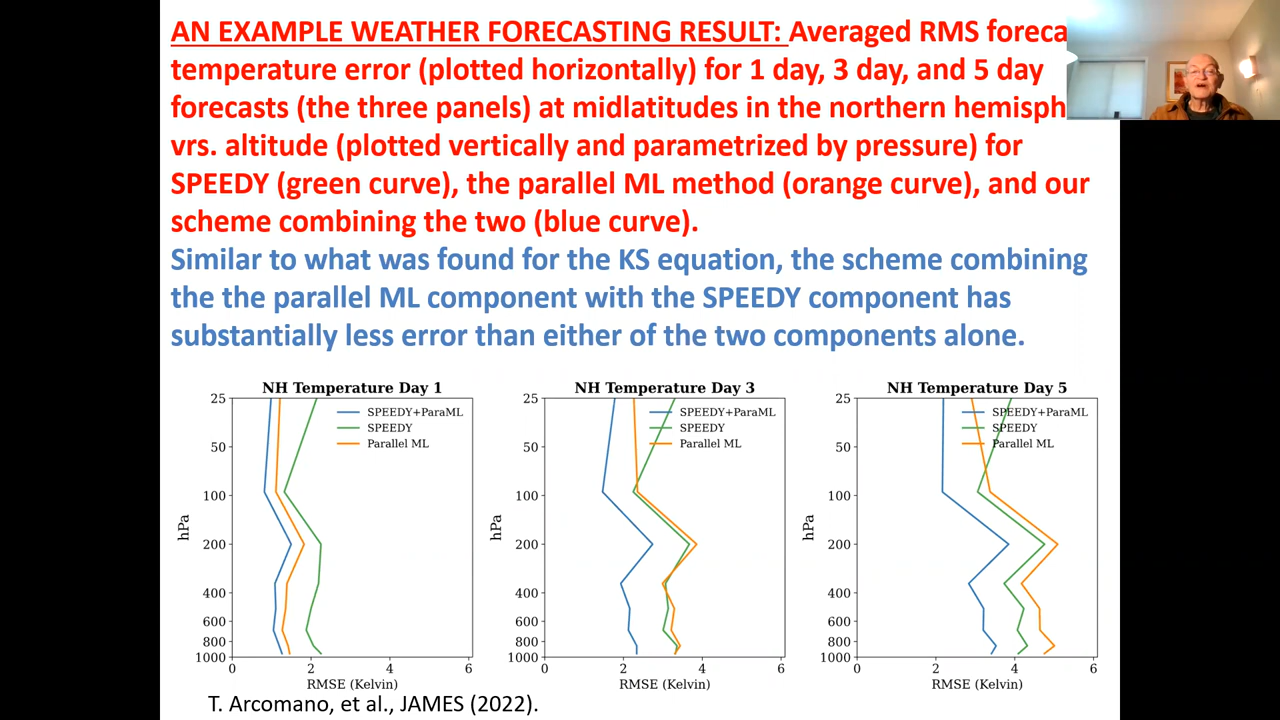 AN EXAMPLE WEATHER FORECASTING RESULT: Averaged RMS foreca
temperature error (plotted horizontally) for 1 day, 3 day, and 5 day
forecasts (the three panels) at midlatitudes in the northern hemisph
vrs. altitude (plotted vertically and parametrized by pressure) for
SPEEDY (green curve), the parallel ML method (orange curve), and our
scheme combining the two (blue curve).
Similar to what was found for the KS equation, the scheme combining
the the parallel ML component with the SPEEDY component has
substantially less error than either of the two components alone.
NH Temperature Day 1
25
50
100
200
400
600
800
1000
hPa
SPEEDY+ParaML
SPEEDY
Parallel ML
0 2 4 6
RMSE (Kelvin)
NH Temperature Day 3
25
50
100
200
400
600
800
1000
hPa
SPEEDY+ParaML
SPEEDY
Parallel ML
0 2 4 6
RMSE (Kelvin)
NH Temperature Day 5
25
50
100
200
400
600
800
1000
hPa
SPEEDY+ParaML
SPEEDY
Parallel ML
0 2 4 6
RMSE (Kelvin)
T. Arcomano, et al., JAMES (2022).